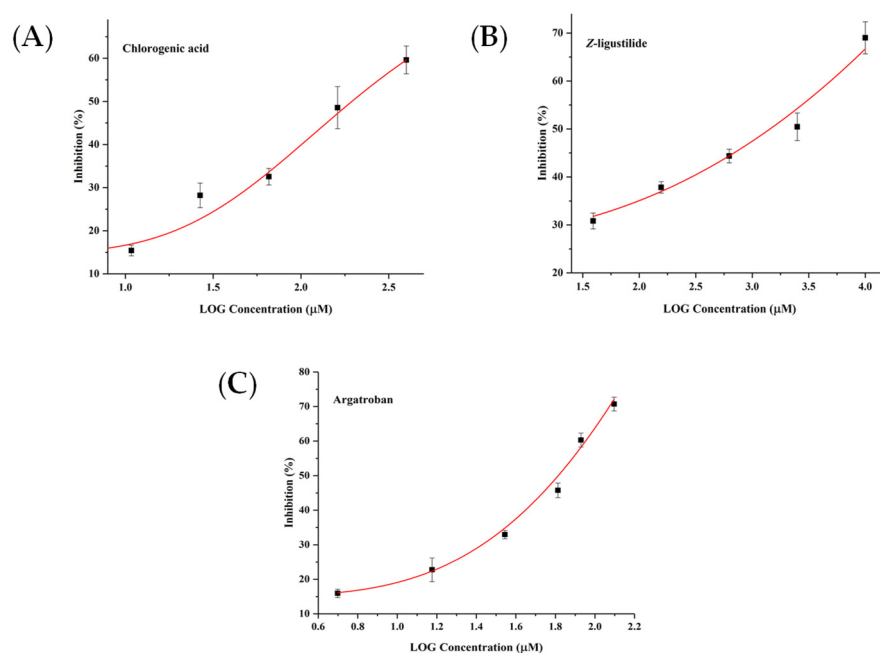 (A)
Chlorogenic acid
Inhibition (%)
60
50
40
30
20
10
1.0 1.5 2.0 2.5
LOG Concentration (μM)
(B)
Z-ligustilide
Inhibition (%)
70
60
50
40
30
20
1.5 2.0 2.5 3.0 3.5 4.0
LOG Concentration (μM)
(C)
Argatroban
Inhibition (%)
80
70
60
50
40
30
20
10
0.6 0.8 1.0 1.2 1.4 1.6 1.8 2.0 2.2
LOG Concentration (μM)